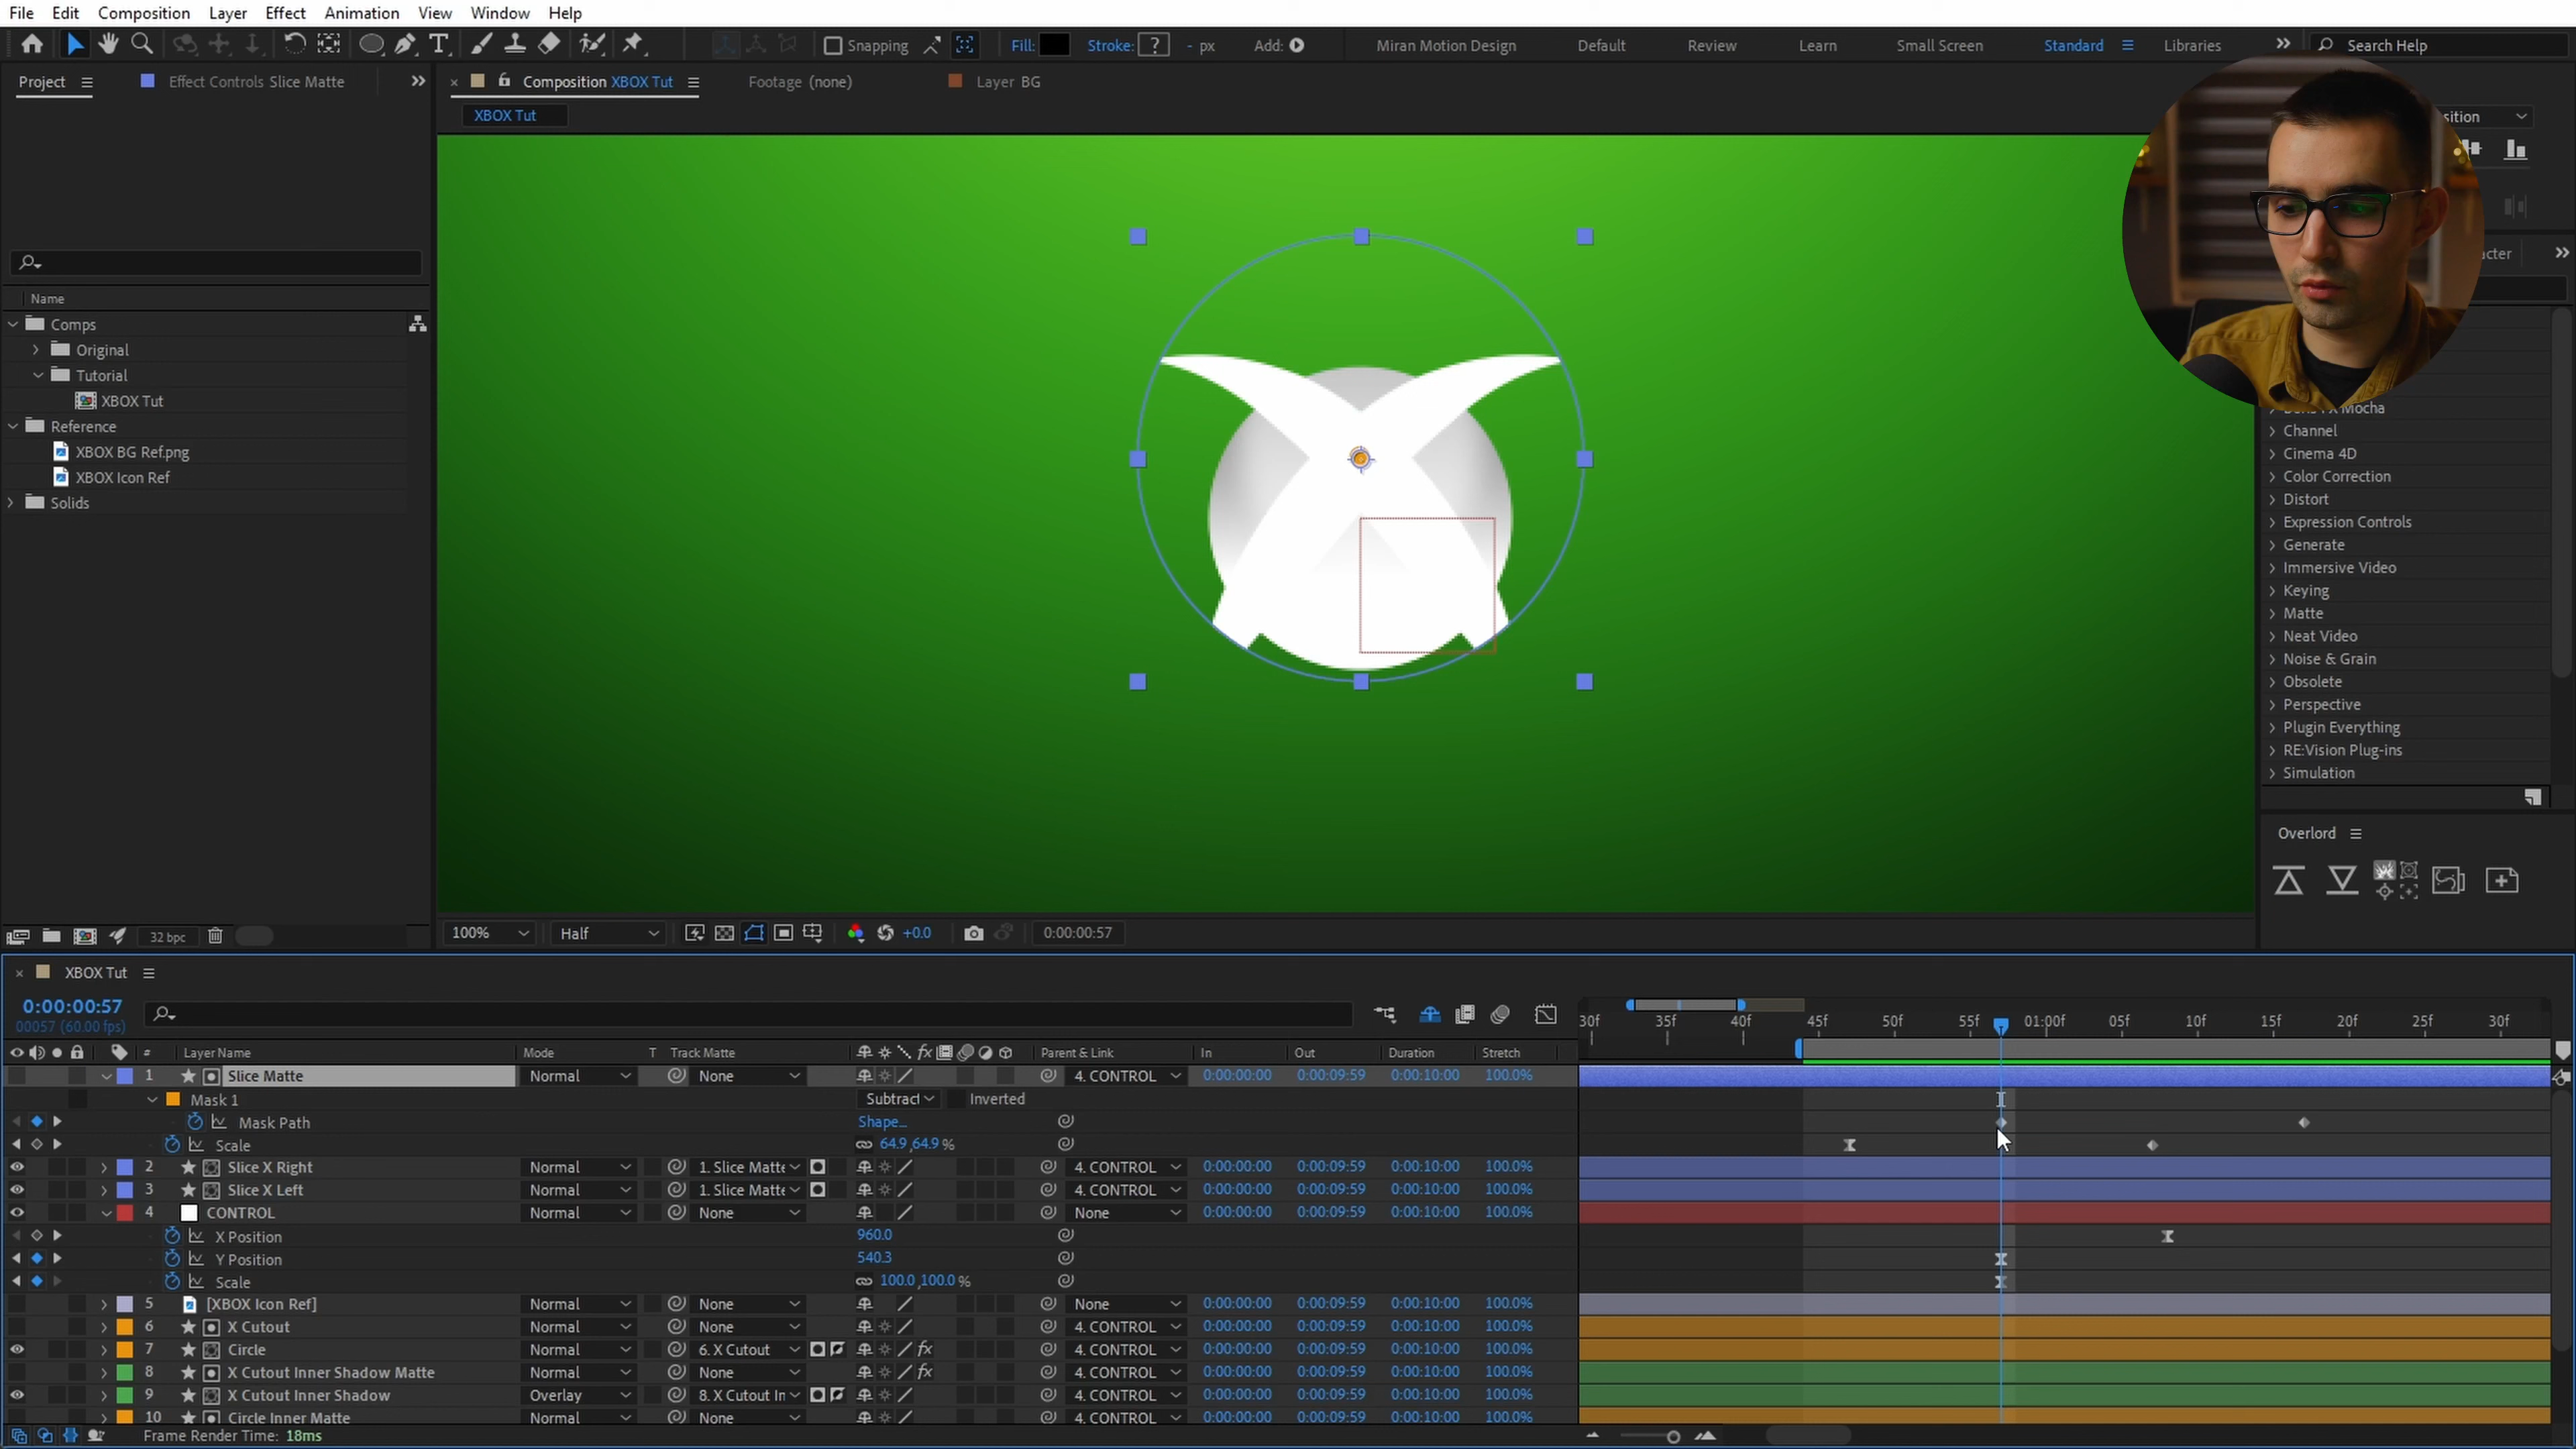 File Edit Composition Layer Effect Animation View Window Help
Snapping Fill: Stroke: ? - px Add: Miran Motion Design Default Review Learn Small Screen Standard Libraries Search Help
Project Effect Controls Slice Matte Composition XBOX Tut Footage (none) Layer BG
XBOX Tut
Name
Comps
Original
Tutorial
XBOX Tut
Reference
XBOX BG Ref.png
XBOX Icon Ref
Solids
Channel
Cinema 4D
Color Correction
Distort
Expression Controls
Generate
Immersive Video
Keying
Matte
Neat Video
Noise & Grain
Obsolete
Perspective
Plugin Everything
RE:Vision Plug-ins
Simulation
Overlord
32 bpc 100% Half +0.0 0:00:00:57
XBOX Tut
0:00:00:57
00057 (60.00 fps)
30f 35f 40f 45f 50f 55f 01:00f 05f 10f 15f 20f 25f 30f
# Layer Name Mode T Track Matte fx Parent & Link In Out Duration Stretch
1 Slice Matte Normal None 4. CONTROL 0:00:00:00 0:00:09:59 0:00:10:00 100.0%
Mask 1 Subtract Inverted
Mask Path Shape...
Scale 64.9,64.9 %
2 Slice X Right Normal 1. Slice Matte 4. CONTROL 0:00:00:00 0:00:09:59 0:00:10:00 100.0%
3 Slice X Left Normal 1. Slice Matte 4. CONTROL 0:00:00:00 0:00:09:59 0:00:10:00 100.0%
4 CONTROL Normal None None 0:00:00:00 0:00:09:59 0:00:10:00 100.0%
X Position 960.0
Y Position 540.3
Scale 100.0,100.0 %
5 [XBOX Icon Ref] Normal None None 0:00:00:00 0:00:09:59 0:00:10:00 100.0%
6 X Cutout Normal None 4. CONTROL 0:00:00:00 0:00:09:59 0:00:10:00 100.0%
7 Circle Normal 6. X Cutout fx 4. CONTROL 0:00:00:00 0:00:09:59 0:00:10:00 100.0%
8 X Cutout Inner Shadow Matte Normal None fx 4. CONTROL 0:00:00:00 0:00:09:59 0:00:10:00 100.0%
9 X Cutout Inner Shadow Overlay 8. X Cutout In 4. CONTROL 0:00:00:00 0:00:09:59 0:00:10:00 100.0%
10 Circle Inner Matte Normal None 4. CONTROL 0:00:00:00 0:00:09:59 0:00:10:00 100.0%
Frame Render Time: 18ms